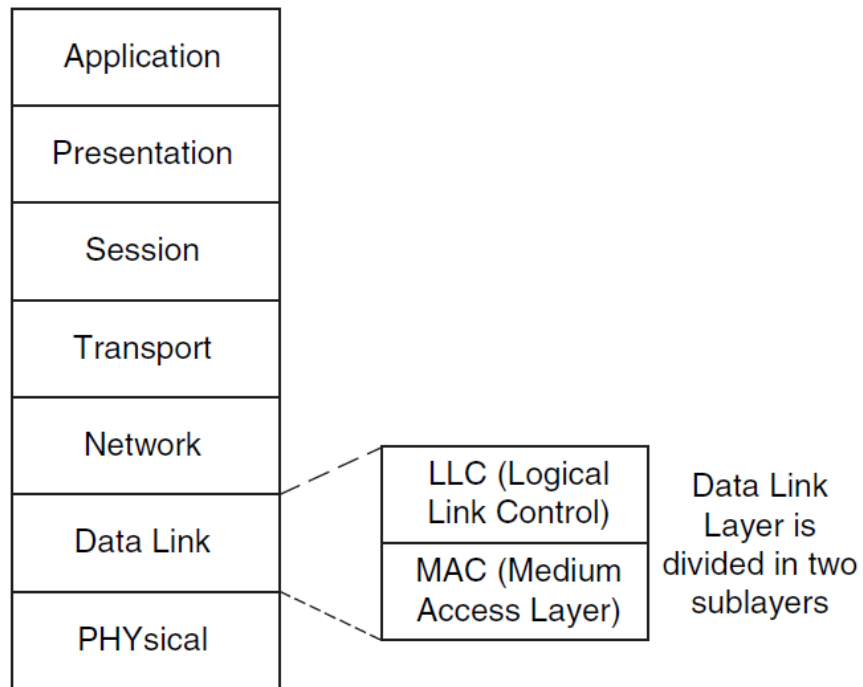 Application
Presentation
Session
Transport
Network
Data Link
PHYsical
LLC (Logical
Link Control)
MAC (Medium
Access Layer)
Data Link
Layer is
divided in two
sublayers